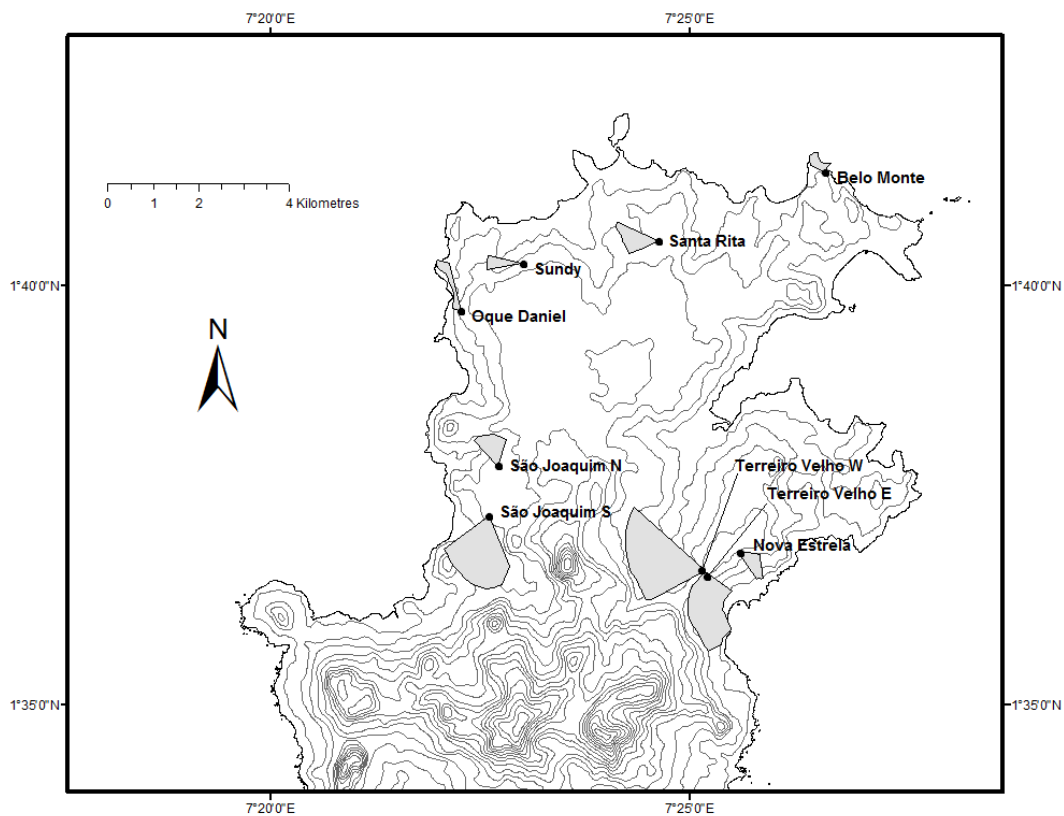 7°20'0"E
7°25'0"E
0 1 2 4 Kilometres
Belo Monte
Santa Rita
Sundy
1°40'0"N
1°40'0"N
Oque Daniel
N
São Joaquim N
Terreiro Velho W
Terreiro Velho E
São Joaquim S
Nova Estrela
1°35'0"N
1°35'0"N
7°20'0"E
7°25'0"E